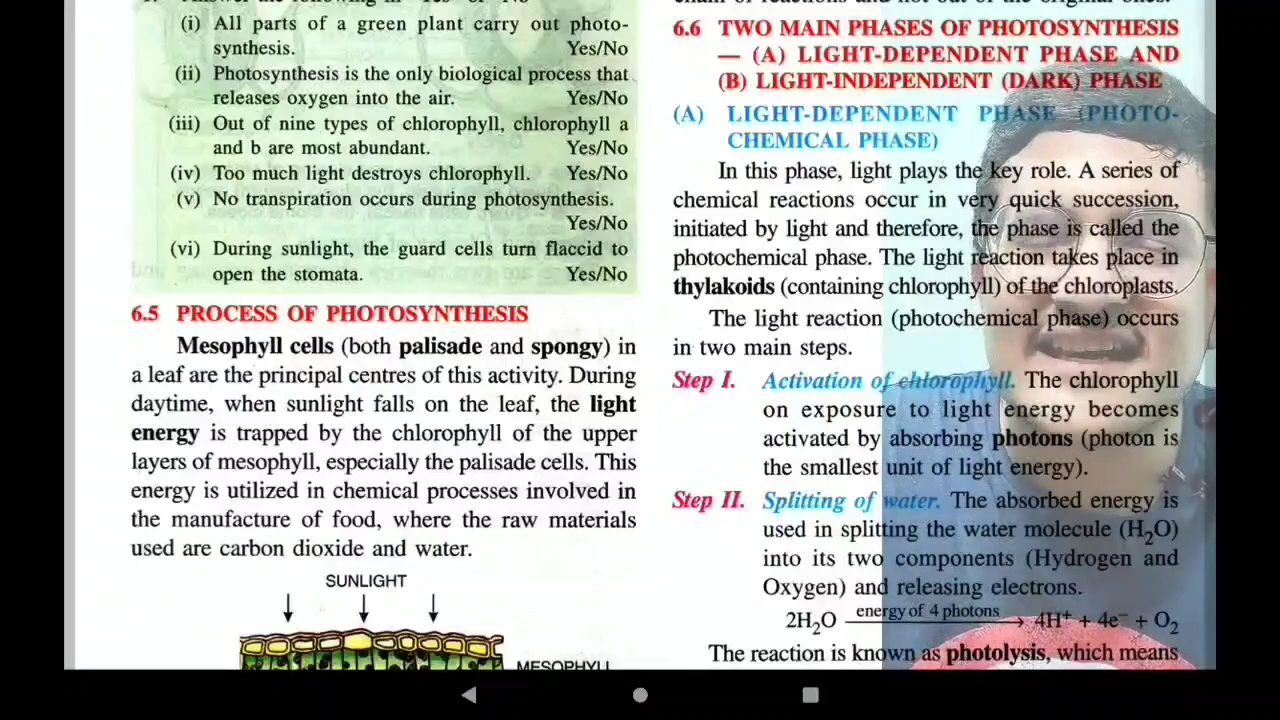 (i) All parts of a green plant carry out photo-
synthesis. Yes/No
(ii) Photosynthesis is the only biological process that
releases oxygen into the air. Yes/No
(iii) Out of nine types of chlorophyll, chlorophyll a
and b are most abundant. Yes/No
(iv) Too much light destroys chlorophyll. Yes/No
(v) No transpiration occurs during photosynthesis.
Yes/No
(vi) During sunlight, the guard cells turn flaccid to
open the stomata. Yes/No
6.5 PROCESS OF PHOTOSYNTHESIS
Mesophyll cells (both palisade and spongy) in
a leaf are the principal centres of this activity. During
daytime, when sunlight falls on the leaf, the light
energy is trapped by the chlorophyll of the upper
layers of mesophyll, especially the palisade cells. This
energy is utilized in chemical processes involved in
the manufacture of food, where the raw materials
used are carbon dioxide and water.
SUNLIGHT
MESOPHYLL
6.6 TWO MAIN PHASES OF PHOTOSYNTHESIS
— (A) LIGHT-DEPENDENT PHASE AND
(B) LIGHT-INDEPENDENT (DARK) PHASE
(A) LIGHT-DEPENDENT PHASE (PHOTO-
CHEMICAL PHASE)
In this phase, light plays the key role. A series of
chemical reactions occur in very quick succession,
initiated by light and therefore, the phase is called the
photochemical phase. The light reaction takes place in
thylakoids (containing chlorophyll) of the chloroplasts.
The light reaction (photochemical phase) occurs
in two main steps.
Step I. Activation of chlorophyll. The chlorophyll
on exposure to light energy becomes
activated by absorbing photons (photon is
the smallest unit of light energy).
Step II. Splitting of water. The absorbed energy is
used in splitting the water molecule (H₂O)
into its two components (Hydrogen and
Oxygen) and releasing electrons.
2H₂O energy of 4 photons → 4H⁺ + 4e⁻ + O₂
The reaction is known as photolysis, which means